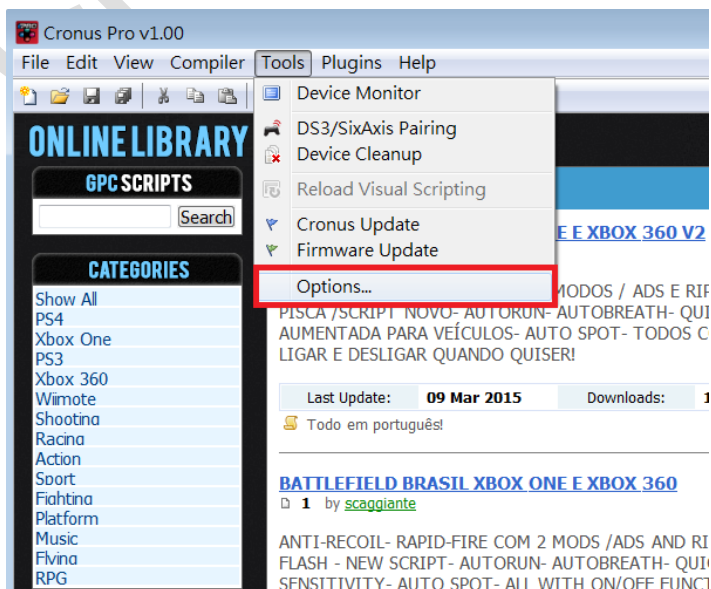 Cronus Pro v1.00
File Edit View Compiler Tools Plugins Help
Device Monitor
DS3/SixAxis Pairing
Device Cleanup
Reload Visual Scripting
Cronus Update
Firmware Update
Options...
ONLINE LIBRARY
GPC SCRIPTS
Search
CATEGORIES
Show All
PS4
Xbox One
PS3
Xbox 360
Wiimote
Shooting
Racing
Action
Sport
Fighting
Platform
Music
Flying
RPG
E E XBOX 360 V2
MODOS / ADS E
PISCA /SCRIPT NOVO- AUTORUN- AUTOBREATH-
AUMENTADA PARA VEÍCULOS- AUTO SPOT- TODOS
LIGAR E DESLIGAR QUANDO QUISER!
Last Update: 09 Mar 2015 Downloads: 1
Todo em português!
BATTLEFIELD BRASIL XBOX ONE E XBOX 360
1 by scaggiante
ANTI-RECOIL- RAPID-FIRE COM 2 MODS /ADS AND
FLASH - NEW SCRIPT- AUTORUN- AUTOBREATH-
SENSITIVITY- AUTO SPOT- ALL WITH ON/OFF